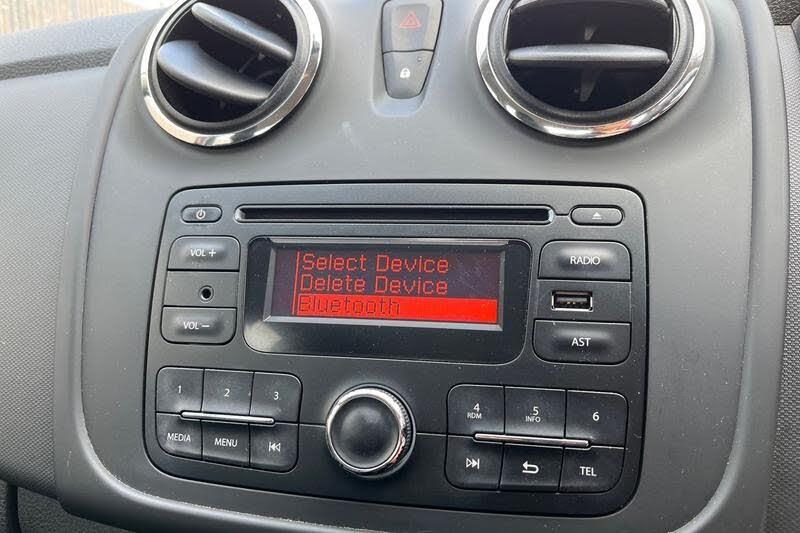 VOL +
VOL −
Select Device
Delete Device
Bluetooth
RADIO
AST
1
2
3
MEDIA
MENU
4
RDM
5
INFO
6
TEL